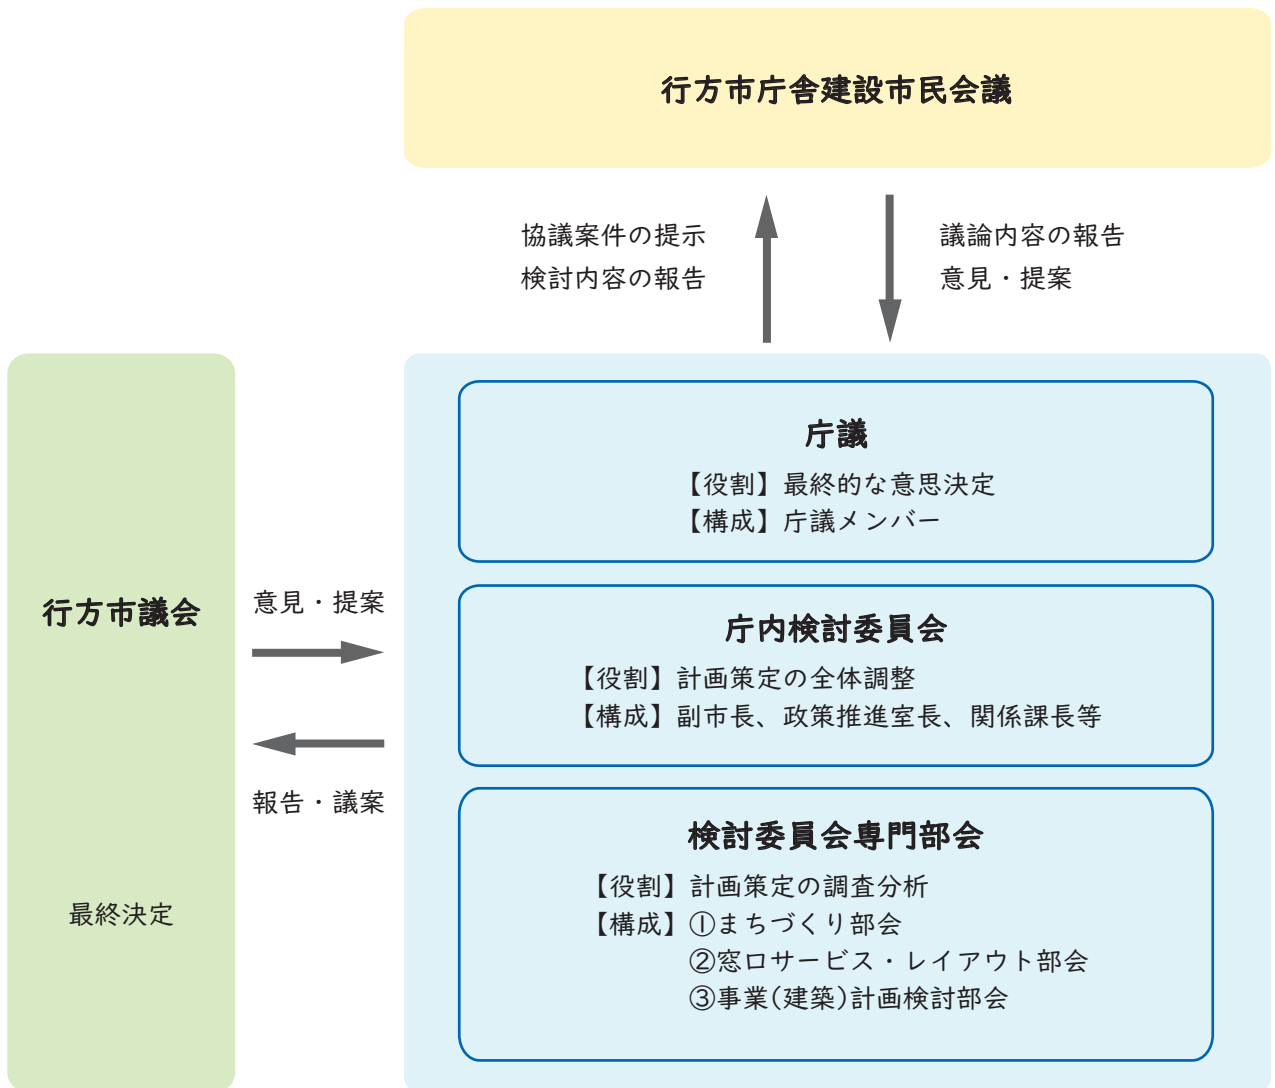 行方市庁舎建設市民会議
協議案件の提示
検討内容の報告
議論内容の報告
意見・提案
行方市議会
最終決定
意見・提案
報告・議案
庁議
【役割】最終的な意思決定
【構成】庁議メンバー
庁内検討委員会
【役割】計画策定の全体調整
【構成】副市長、政策推進室長、関係課長等
検討委員会専門部会
【役割】計画策定の調査分析
【構成】①まちづくり部会
②窓口サービス・レイアウト部会
③事業(建築)計画検討部会